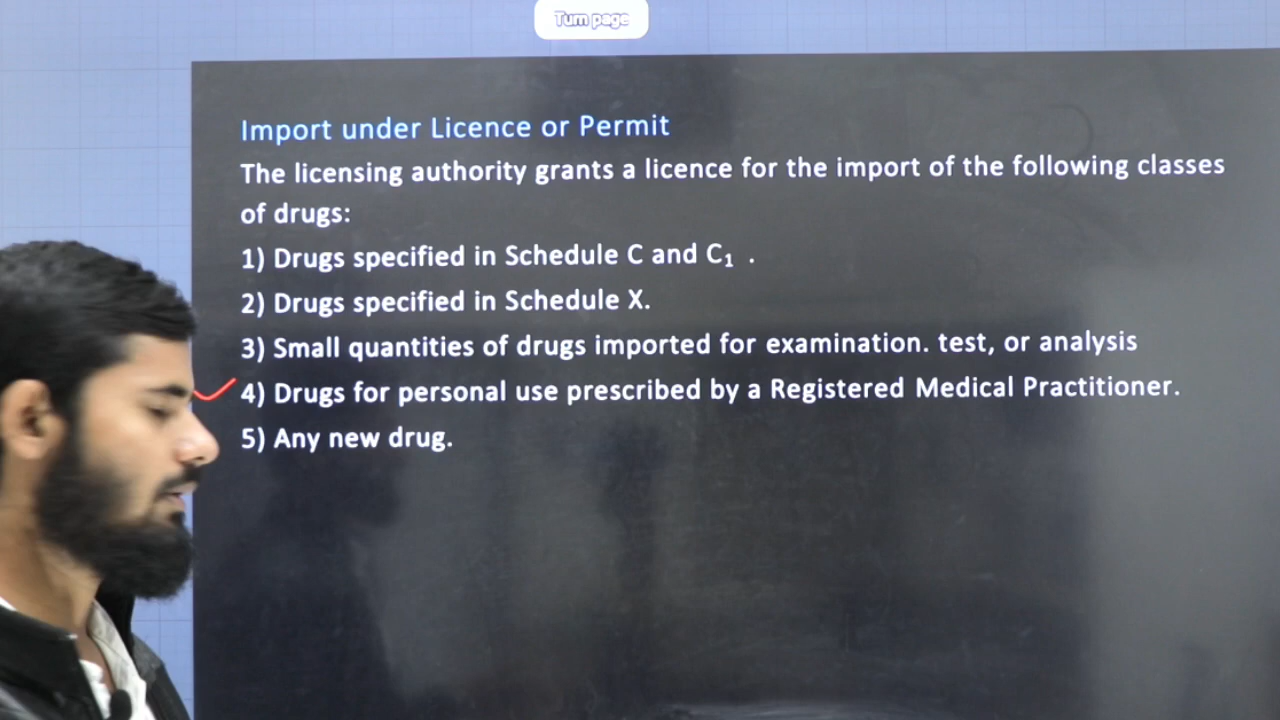 Turn page
Import under Licence or Permit
The licensing authority grants a licence for the import of the following classes
of drugs:
1) Drugs specified in Schedule C and C₁ .
2) Drugs specified in Schedule X.
3) Small quantities of drugs imported for examination. test, or analysis
4) Drugs for personal use prescribed by a Registered Medical Practitioner.
5) Any new drug.